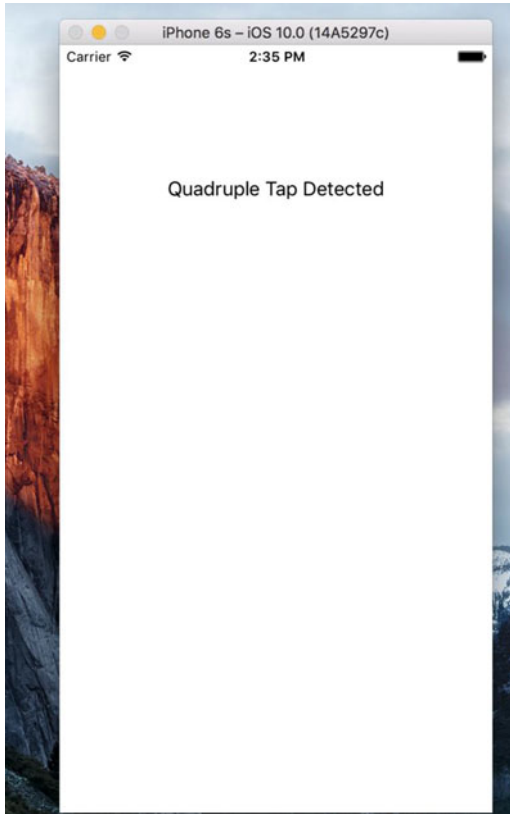 iPhone 6s – iOS 10.0 (14A5297c)
Carrier 2:35 PM
Quadruple Tap Detected